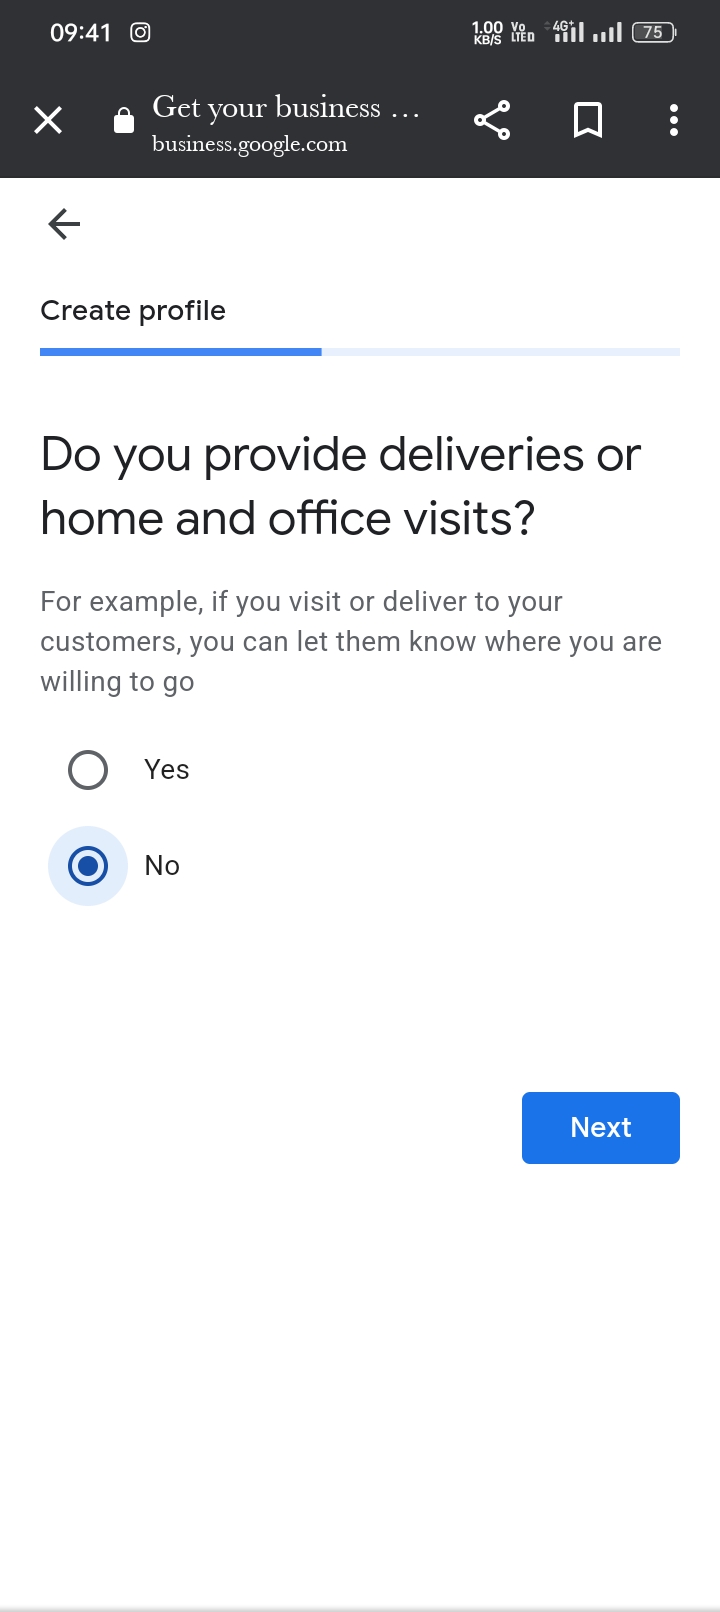 09:41
1.00 KB/S Vo LTED 4G+ 75
Get your business ...
business.google.com
Create profile
Do you provide deliveries or
home and office visits?
For example, if you visit or deliver to your
customers, you can let them know where you are
willing to go
Yes
No
Next